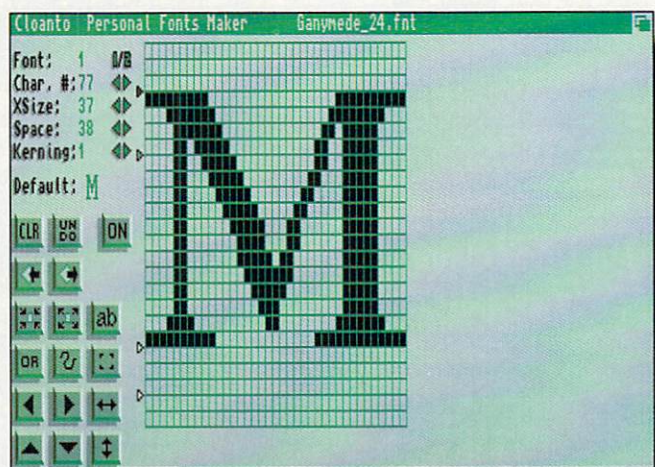 Cloanto Personal Fonts Maker Ganymede_24.fnt
Font: 1 A/B
Char. #:77
XSize: 37
Space: 38
Kerning:1
Default: M
CLR UNDO ON
ab
OR